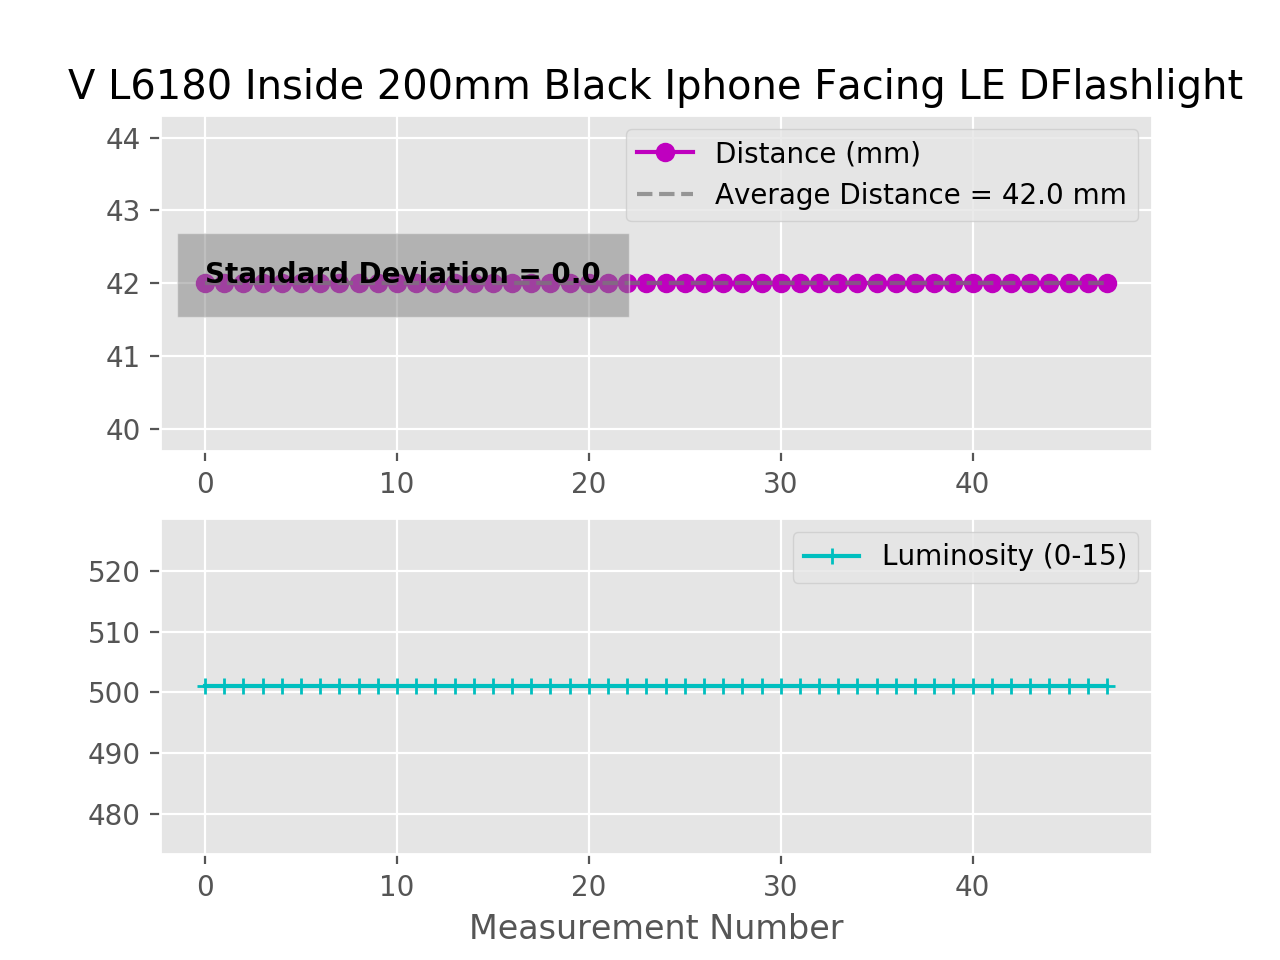 V L6180 Inside 200mm Black Iphone Facing LE DFlashlight
44
43
42
41
40
Distance (mm)
Average Distance = 42.0 mm
Standard Deviation = 0.0
0 10 20 30 40
520
510
500
490
480
Luminosity (0-15)
0 10 20 30 40
Measurement Number